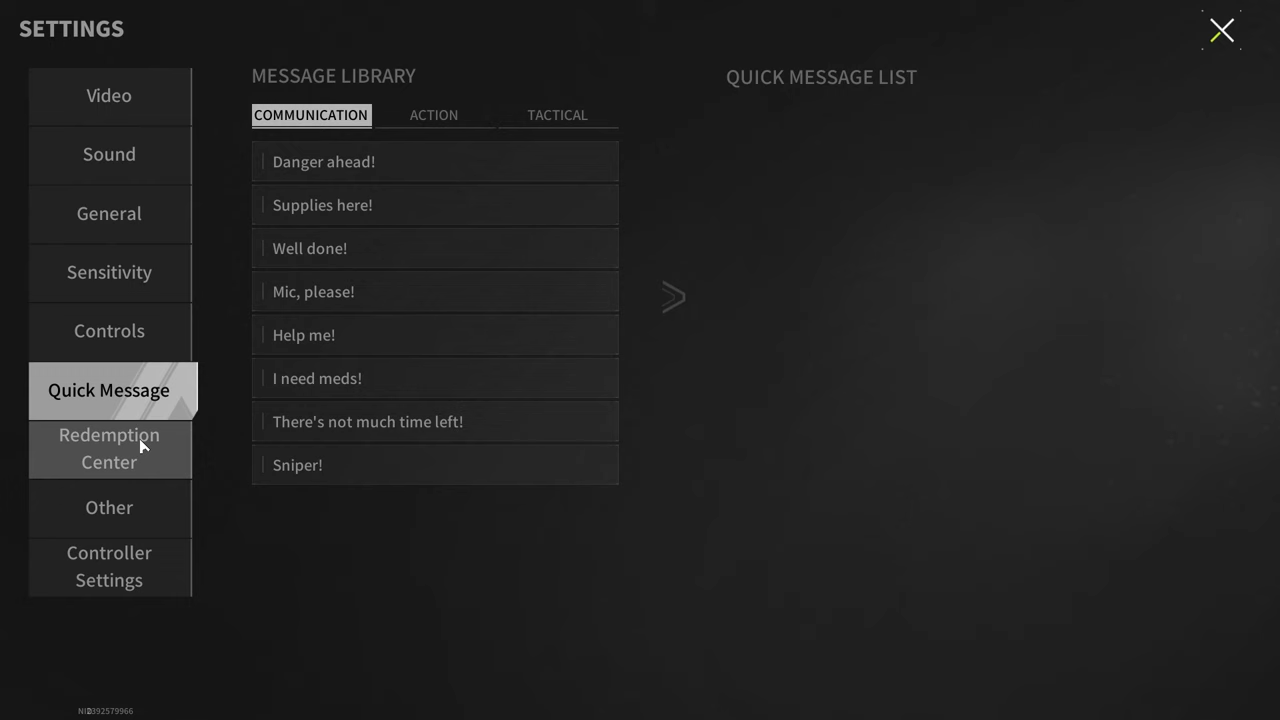 SETTINGS
Video
Sound
General
Sensitivity
Controls
Quick Message
Redemption
Center
Other
Controller
Settings
MESSAGE LIBRARY
COMMUNICATION
ACTION
TACTICAL
Danger ahead!
Supplies here!
Well done!
Mic, please!
Help me!
I need meds!
There's not much time left!
Sniper!
QUICK MESSAGE LIST